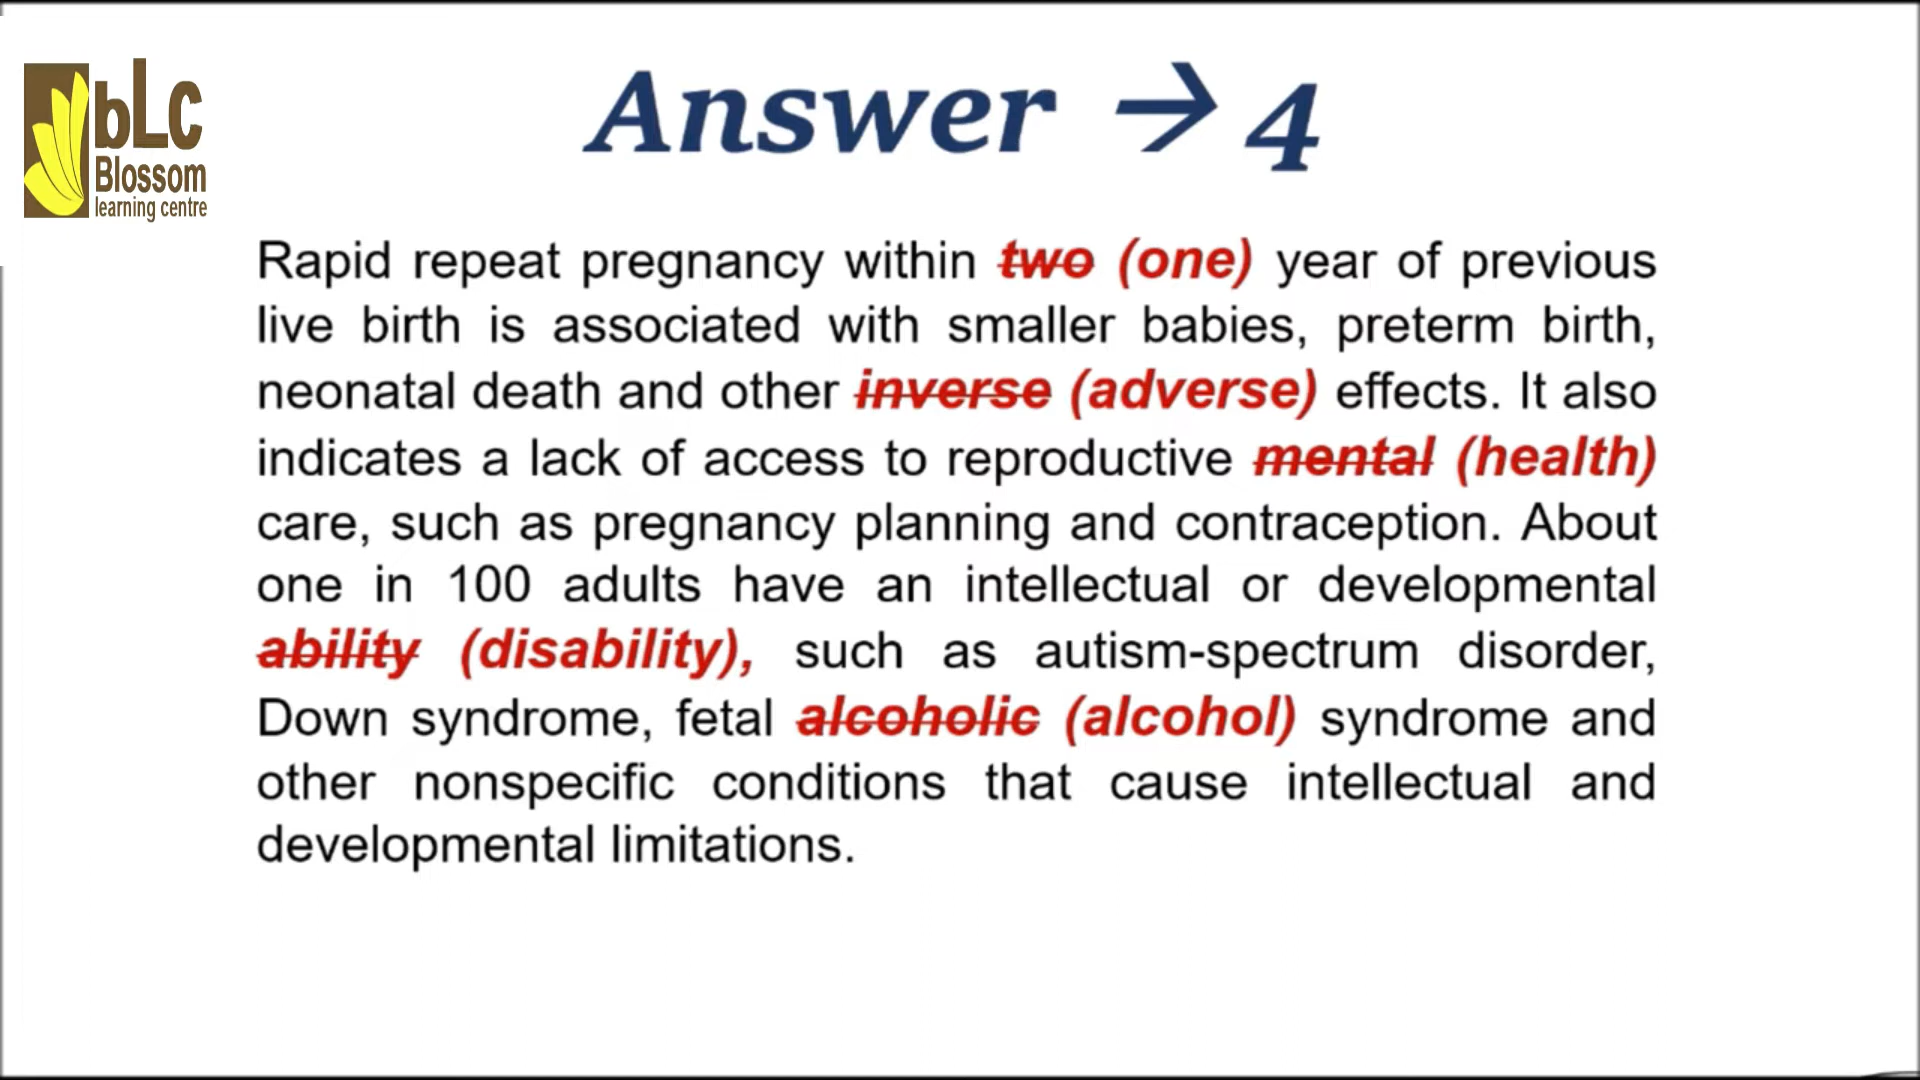 bLC
Blossom
learning centre
Answer → 4
Rapid repeat pregnancy within two (one) year of previous
live birth is associated with smaller babies, preterm birth,
neonatal death and other inverse (adverse) effects. It also
indicates a lack of access to reproductive mental (health)
care, such as pregnancy planning and contraception. About
one in 100 adults have an intellectual or developmental
ability (disability), such as autism-spectrum disorder,
Down syndrome, fetal alcoholic (alcohol) syndrome and
other nonspecific conditions that cause intellectual and
developmental limitations.